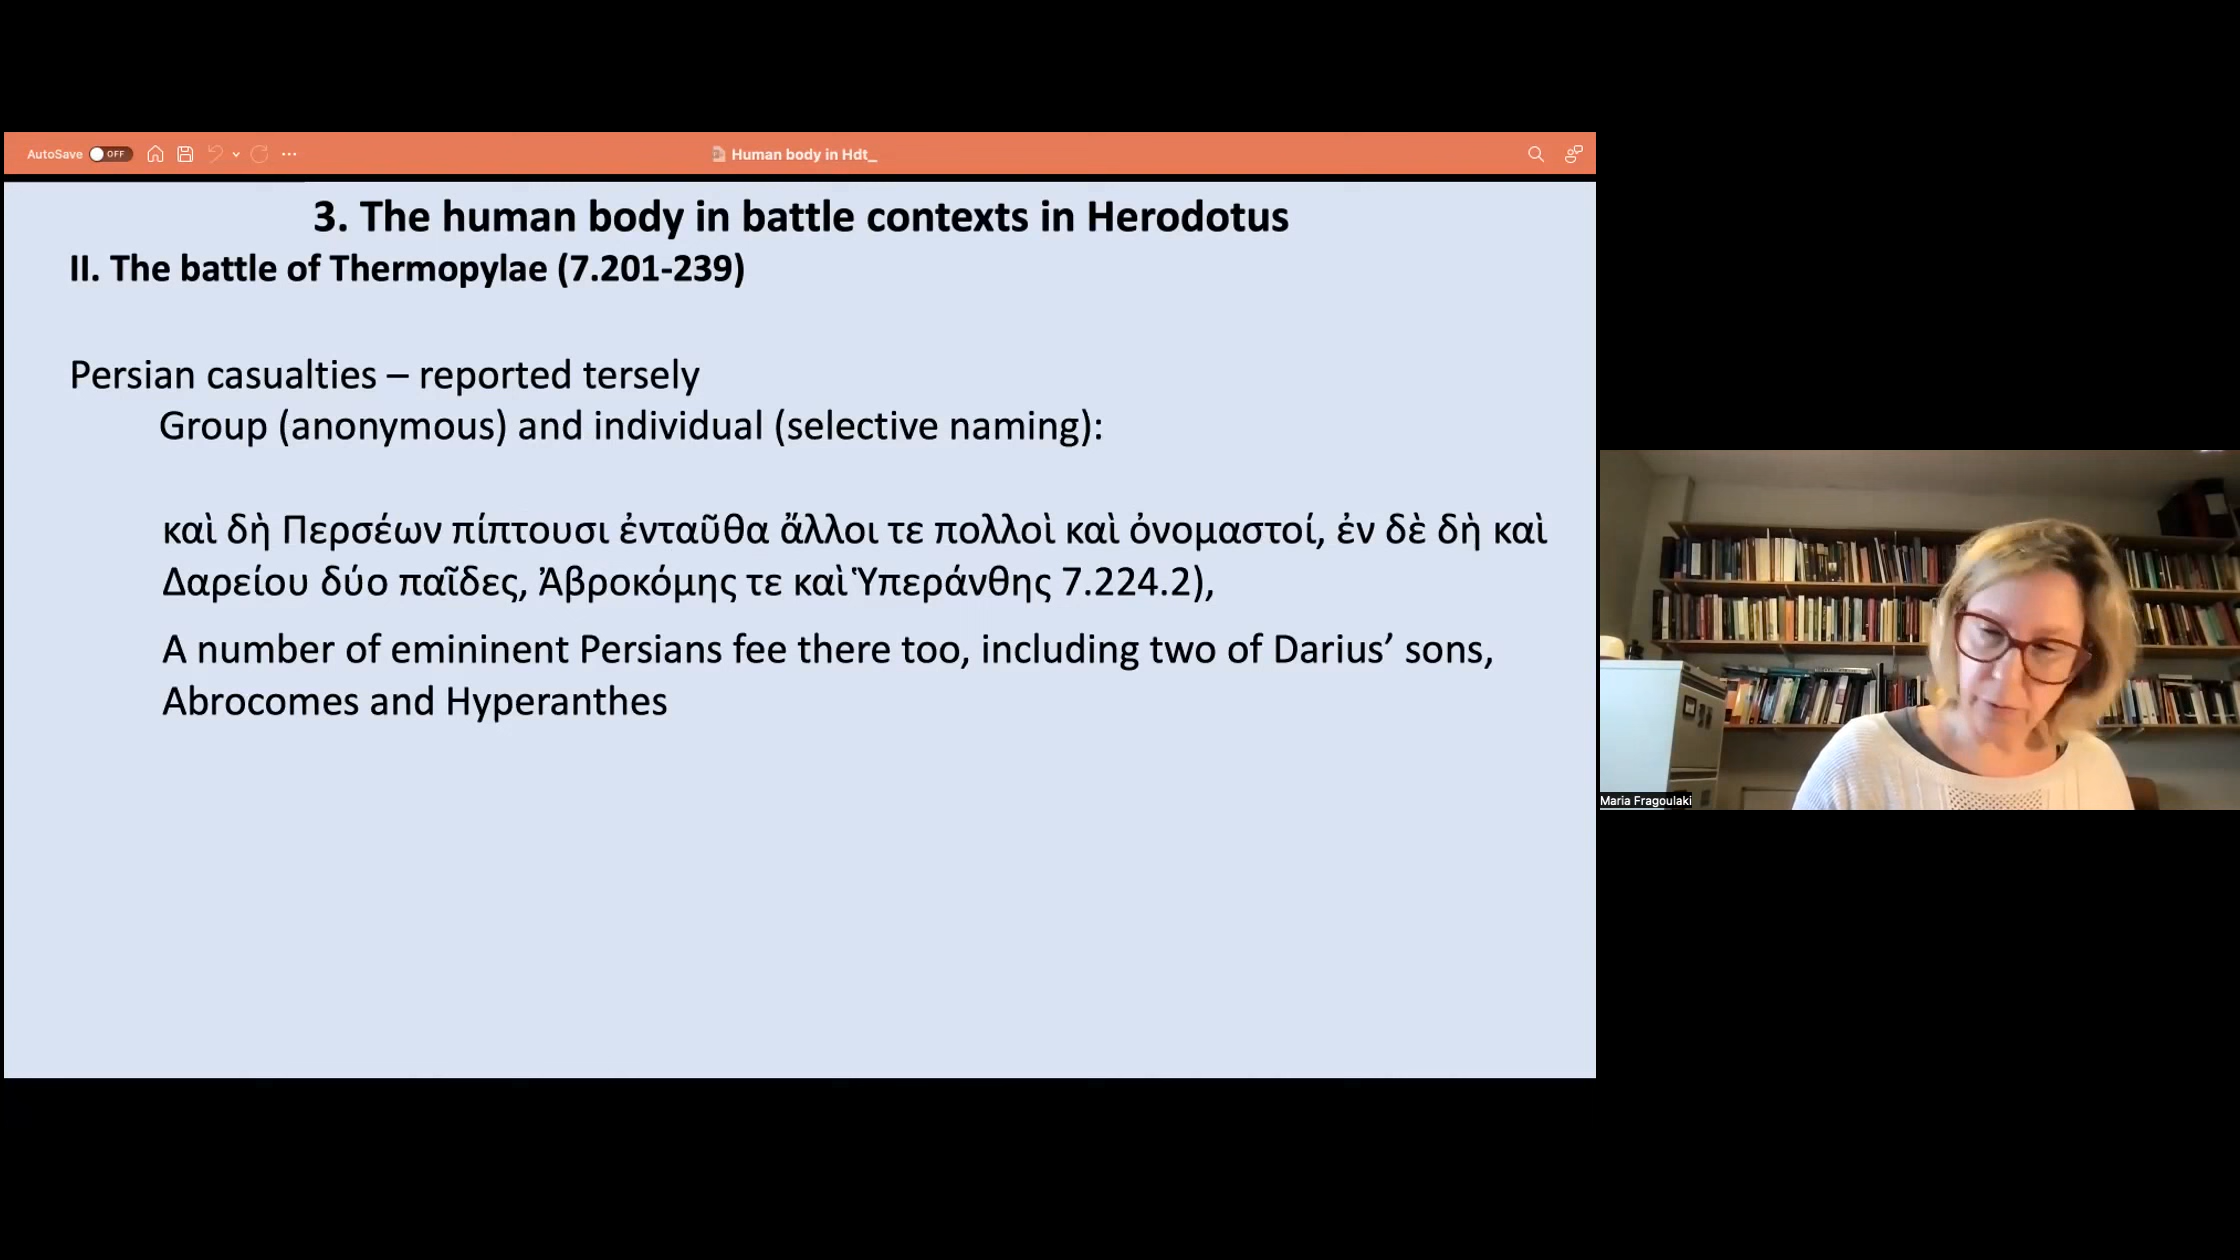 AutoSave OFF
Human body in Hdt_
3. The human body in battle contexts in Herodotus
II. The battle of Thermopylae (7.201-239)
Persian casualties – reported tersely
Group (anonymous) and individual (selective naming):
καὶ δὴ Περσέων πίπτουσι ἐνταῦθα ἄλλοι τε πολλοὶ καὶ ὀνομαστοί, ἐν δὲ δὴ καὶ
Δαρείου δύο παῖδες, Ἀβροκόμης τε καὶ Ὑπεράνθης 7.224.2),
A number of emininent Persians fee there too, including two of Darius’ sons,
Abrocomes and Hyperanthes
Maria Fragoulaki